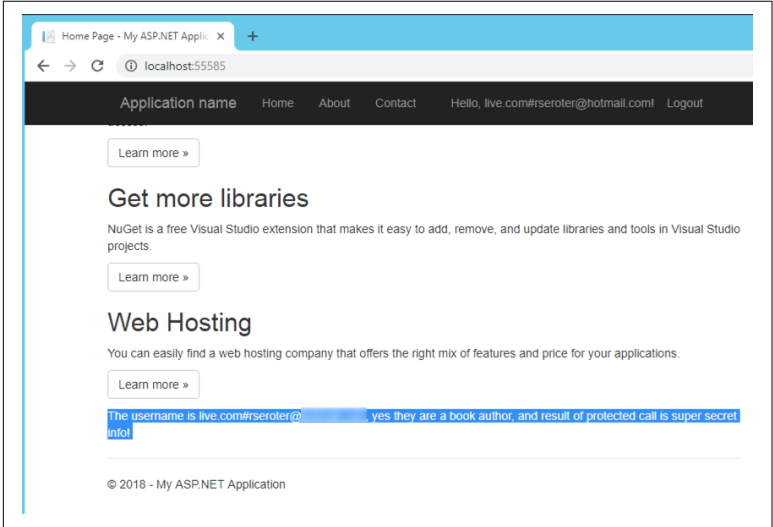 Home Page - My ASP.NET Applic
localhost:55585
Application name Home About Contact Hello, live.com#rseroter@hotmail.com! Logout
Learn more »
Get more libraries
NuGet is a free Visual Studio extension that makes it easy to add, remove, and update libraries and tools in Visual Studio
projects.
Learn more »
Web Hosting
You can easily find a web hosting company that offers the right mix of features and price for your applications.
Learn more »
The username is live.com#rseroter@ , yes they are a book author, and result of protected call is super secret
info!
© 2018 - My ASP.NET Application